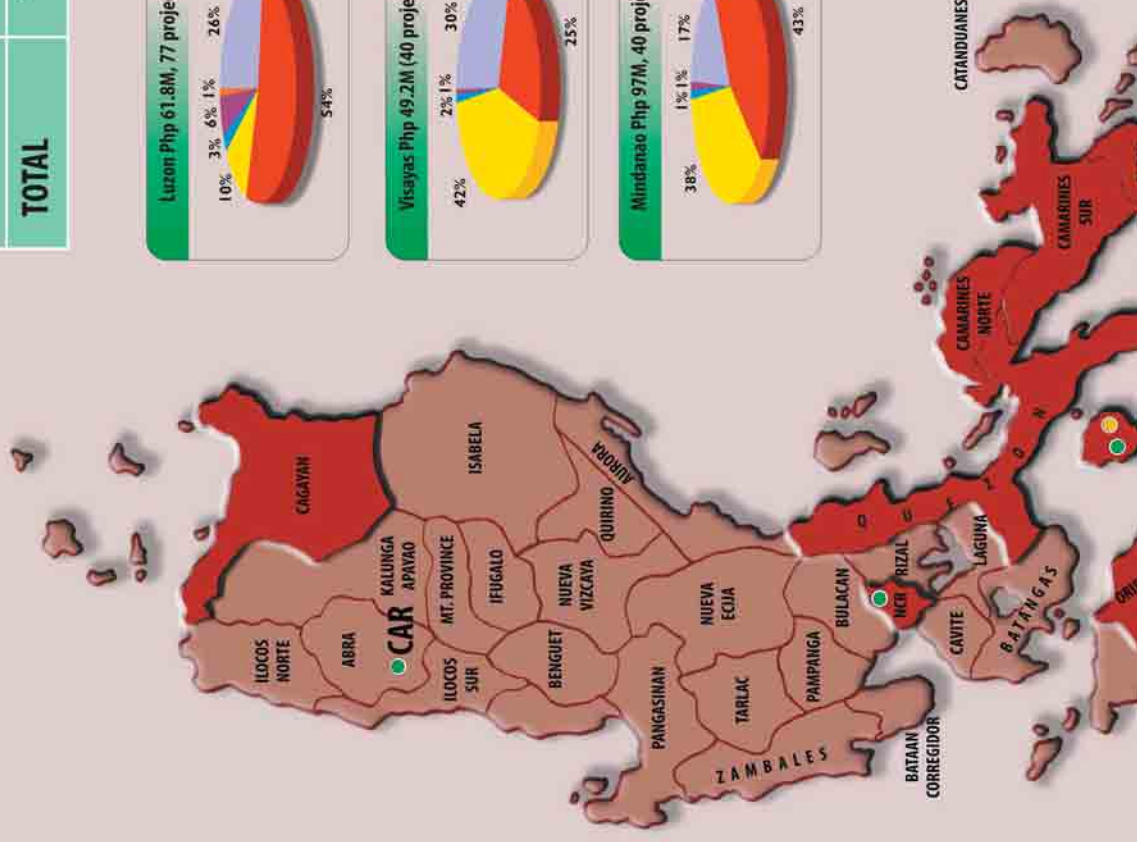 TOTAL
Luzon Php 61.8M, 77 proje
10%
3%
6%
1%
26%
54%
Visayas Php 49.2M (40 proje
42%
2%
1%
30%
25%
Mindanao Php 97M, 40 proj
38%
1%
1%
17%
43%
CATANDUANES
CAMARINES
SUR
CAMARINES
NORTE
CAGAYAN
ISABELA
AURORA
QUIRINO
KALUNGA
APAYAO
MT. PROVINCE
IFUGALO
NUEVA
VIZCAYA
ILOCOS
NORTE
ABRA
CAR
ILOCOS
SUR
BENGUET
NUEVA
ECIJA
PANGASINAN
TARLAC
PAMPANGA
BULACAN
ZAMBALES
BATAAN
CORREGIDOR
QUEZON
RIZAL
NCR
LAGUNA
CAVITE
BATANGAS